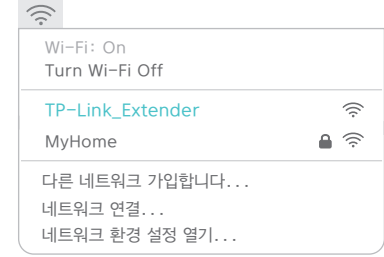 Wi-Fi: On
Turn Wi-Fi Off
TP-Link_Extender
MyHome
다른 네트워크 가입합니다...
네트워크 연결...
네트워크 환경 설정 열기...